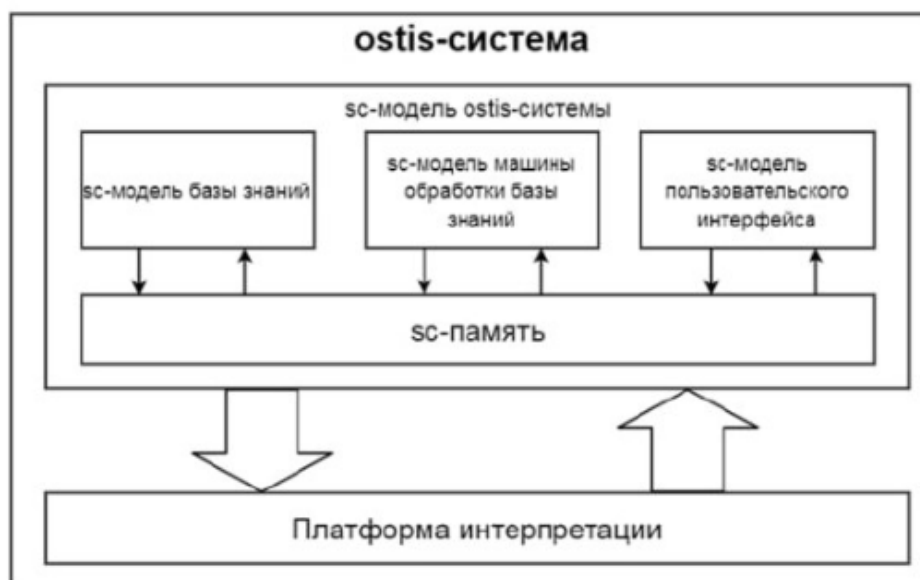 ostis-система
sc-модель ostis-системы
sc-модель базы знаний
sc-модель машины
обработки базы
знаний
sc-модель
пользовательского
интерфейса
sc-память
Платформа интерпретации